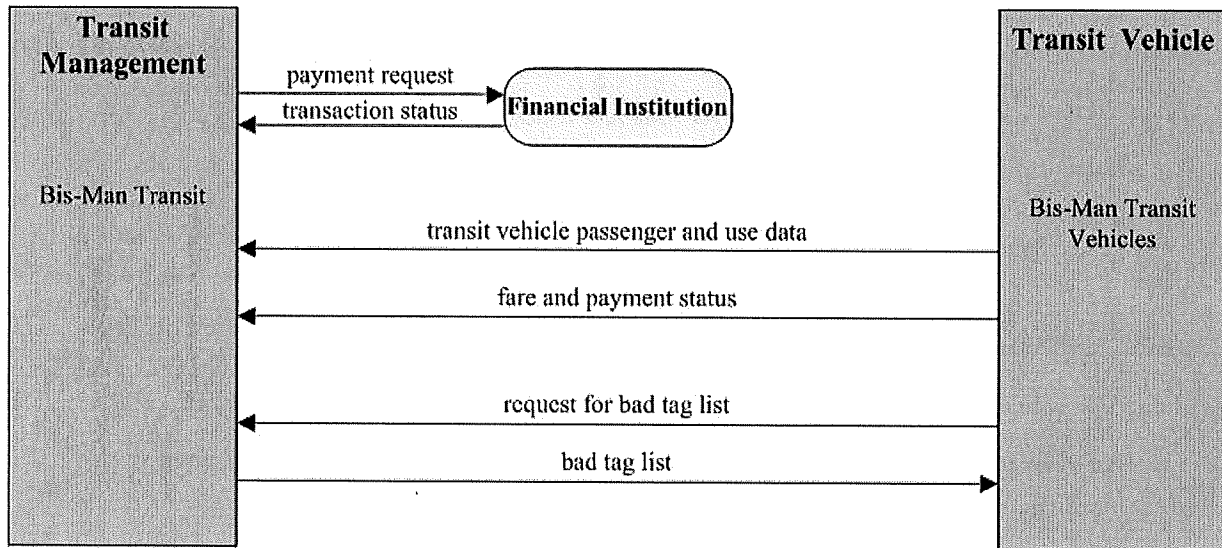 Transit
Management
Transit Vehicle
payment request
Financial Institution
transaction status
Bis-Man Transit
Bis-Man Transit
Vehicles
transit vehicle passenger and use data
fare and payment status
request for bad tag list
bad tag list